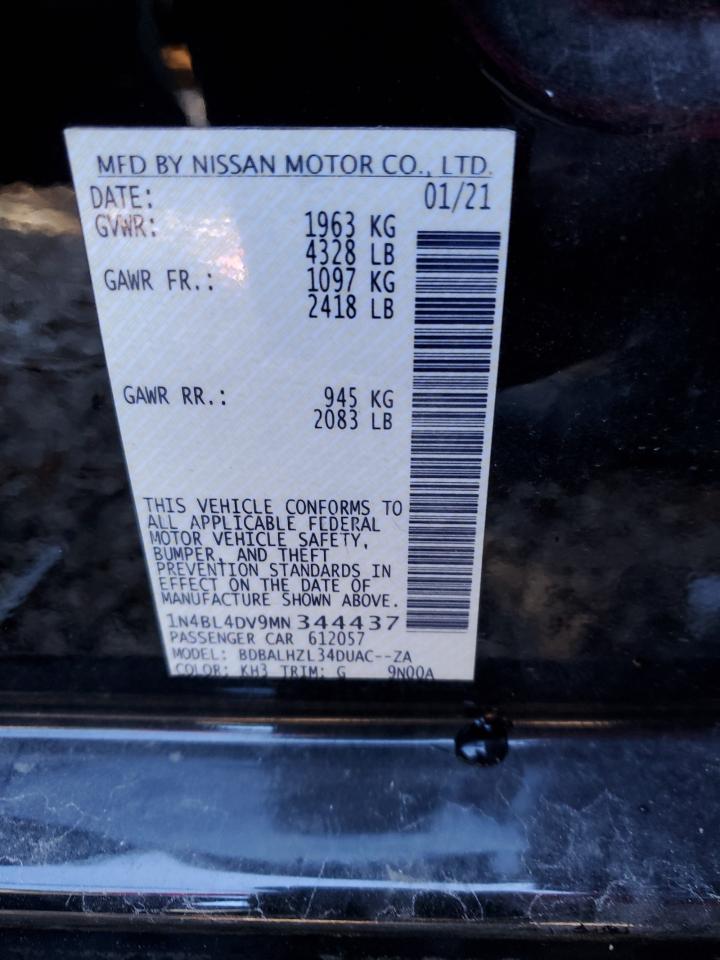 MFD BY NISSAN MOTOR CO., LTD.
DATE: 01/21
GVWR: 1963 KG
4328 LB
GAWR FR.: 1097 KG
2418 LB
GAWR RR.: 945 KG
2083 LB
THIS VEHICLE CONFORMS TO
ALL APPLICABLE FEDERAL
MOTOR VEHICLE SAFETY,
BUMPER, AND THEFT
PREVENTION STANDARDS IN
EFFECT ON THE DATE OF
MANUFACTURE SHOWN ABOVE.
1N4BL4DV9MN 344437
PASSENGER CAR 612057
MODEL: BDBALHZL34DUAC--ZA
COLOR: KH3 TRIM: G 9N00A